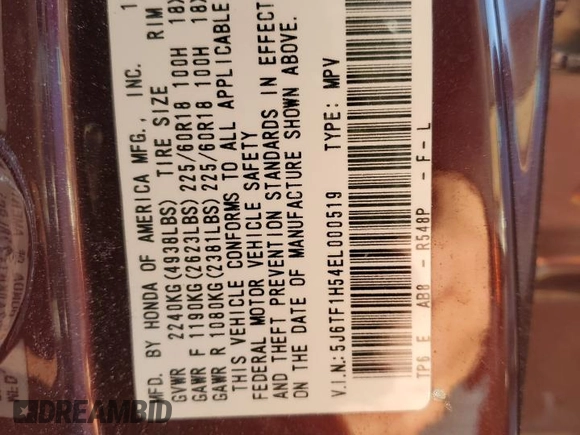 MFD. BY HONDA OF AMERICA MFG., INC. 1
TIRE SIZE RIM
GVWR 2240KG(4938LBS)
GAWR F 1190KG(2623LBS) 225/60R18 100H 18X
GAWR R 1080KG(2381LBS) 225/60R18 100H 18X
THIS VEHICLE CONFORMS TO ALL APPLICABLE
FEDERAL MOTOR VEHICLE SAFETY
AND THEFT PREVENTION STANDARDS IN EFFECT
ON THE DATE OF MANUFACTURE SHOWN ABOVE.
V.I.N.:5J6TF1H54EL000519 TYPE: MPV
TP6 E AB8 - R548P - F - L
DREAMBID